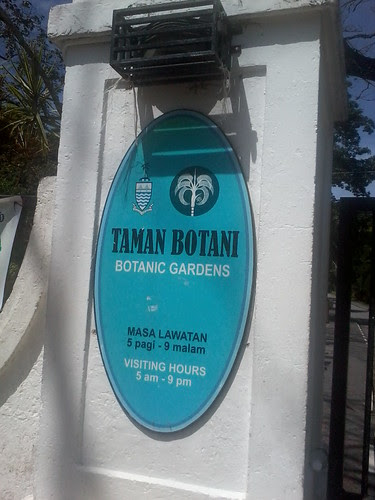 TAMAN BOTANI
BOTANIC GARDENS
MASA LAWATAN
5 pagi - 9 malam
VISITING HOURS
5 am - 9 pm